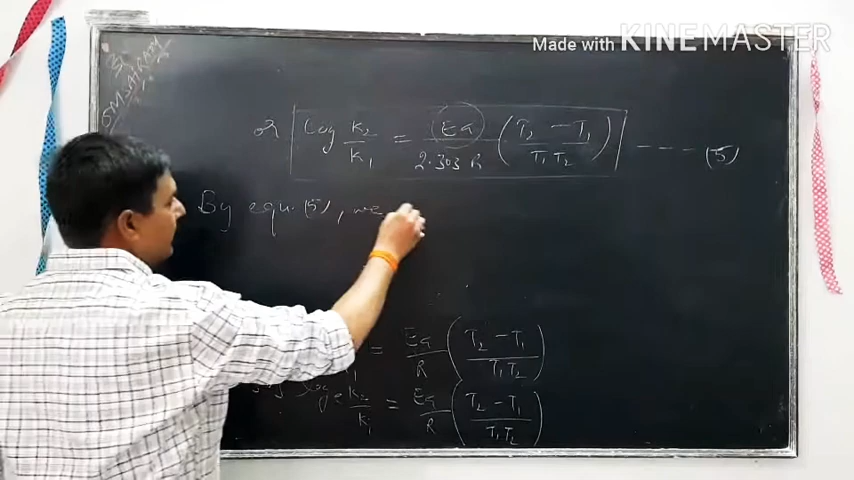 Made with KINEMASTER
or log K₂/K₁ = Ea/2.303 R (T₂ - T₁/T₁T₂) ---- (5)
By equ. (5), we
= Ea/R (T₂ - T₁/T₁T₂)
log e K₂/K₁ = Ea/R (T₂ - T₁/T₁T₂)